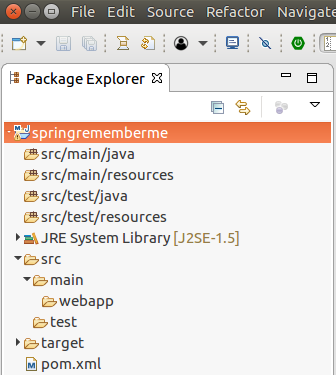 File Edit Source Refactor Navigate
Package Explorer
springrememberme
src/main/java
src/main/resources
src/test/java
src/test/resources
JRE System Library [J2SE-1.5]
src
main
webapp
test
target
pom.xml